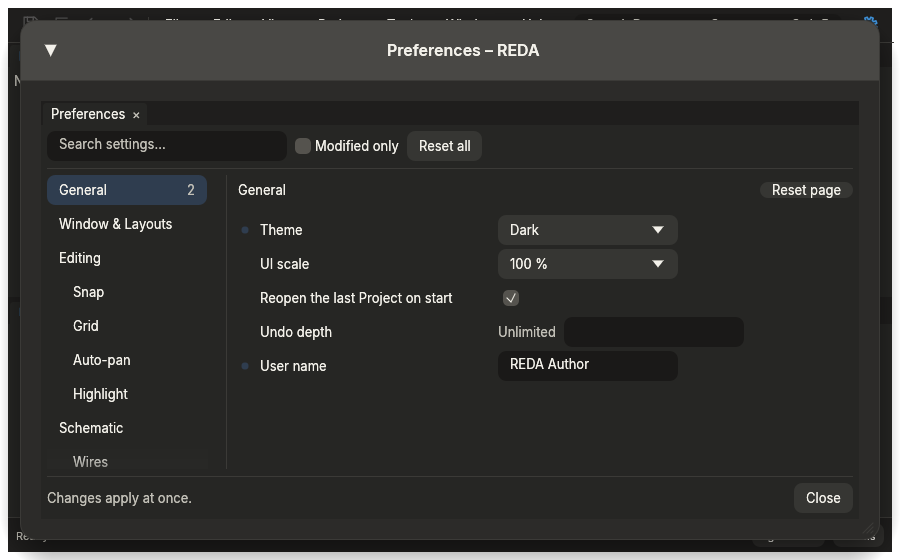 Preferences – REDA
Preferences ×
Search settings...
Modified only
Reset all
General 2
Window & Layouts
Editing
Snap
Grid
Auto-pan
Highlight
Schematic
Wires
General
Reset page
Theme Dark
UI scale 100 %
Reopen the last Project on start
Undo depth Unlimited
User name REDA Author
Changes apply at once.
Close